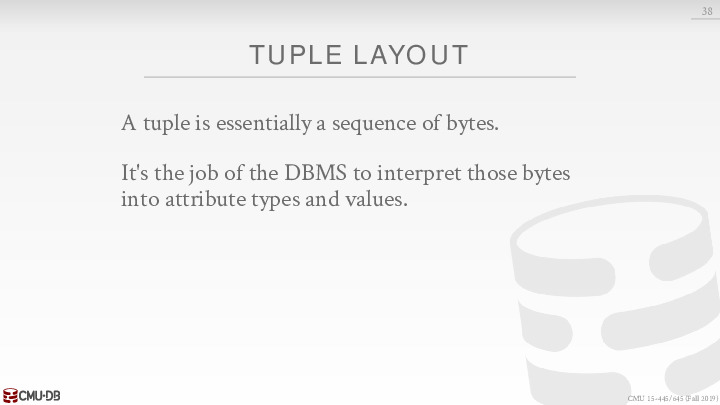 38
TUPLE LAYOUT
A tuple is essentially a sequence of bytes.
It's the job of the DBMS to interpret those bytes
into attribute types and values.
CMU·DB
CMU 15-445/645 (Fall 2019)